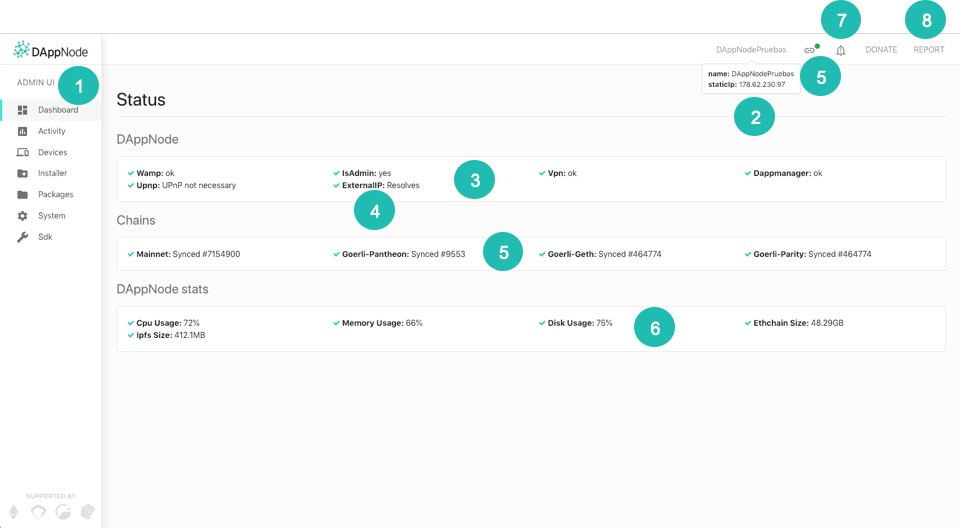 7
8
DAppNode
DAppNodePruebas
DONATE
REPORT
name: DAppNodePruebas
staticIp: 178.62.230.97
5
ADMIN UI
1
2
Dashboard
Activity
Devices
Installer
Packages
System
Sdk
Status
DAppNode
Wamp: ok
IsAdmin: yes
Vpn: ok
Dappmanager: ok
Upnp: UPnP not necessary
ExternalIP: Resolves
3
4
Chains
Mainnet: Synced #7154900
Goerli-Pantheon: Synced #9553
5
Goerli-Geth: Synced #464774
Goerli-Parity: Synced #464774
DAppNode stats
Cpu Usage: 72%
Memory Usage: 66%
Disk Usage: 75%
6
Ethchain Size: 48.29GB
Ipfs Size: 412.1MB
SUPPORTED BY